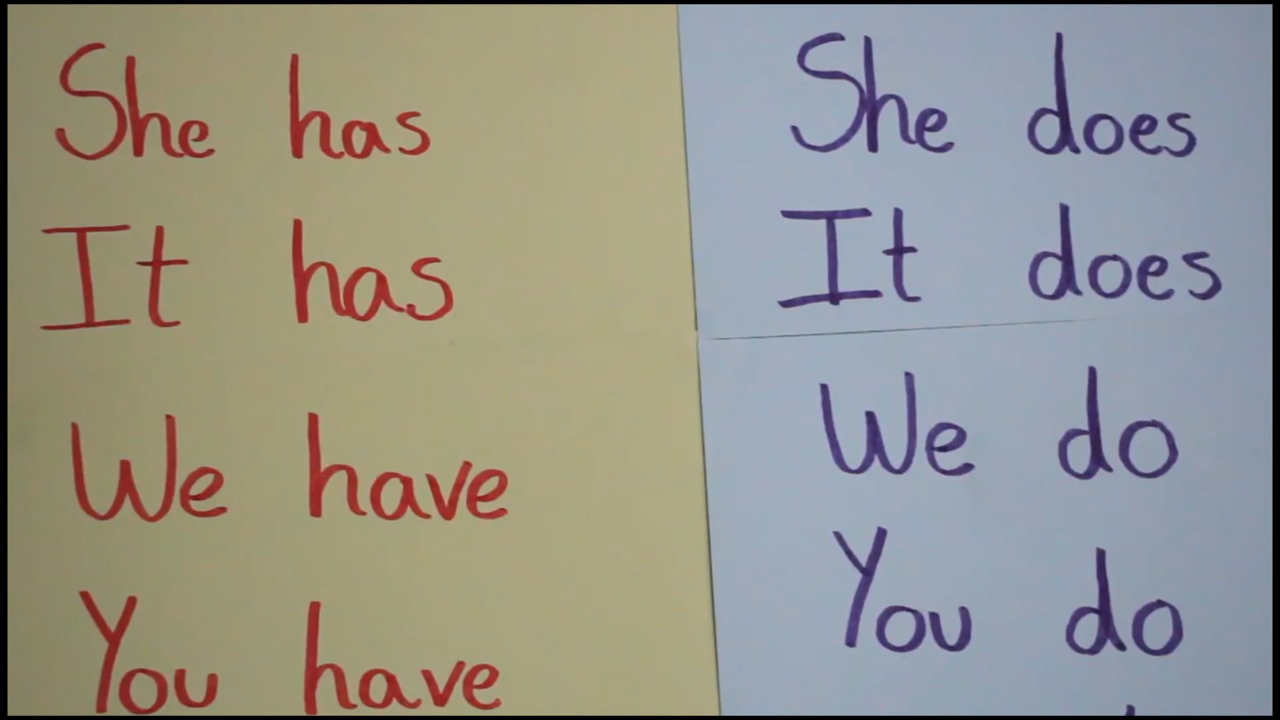 She has
It has
We have
You have
She does
It does
We do
You do